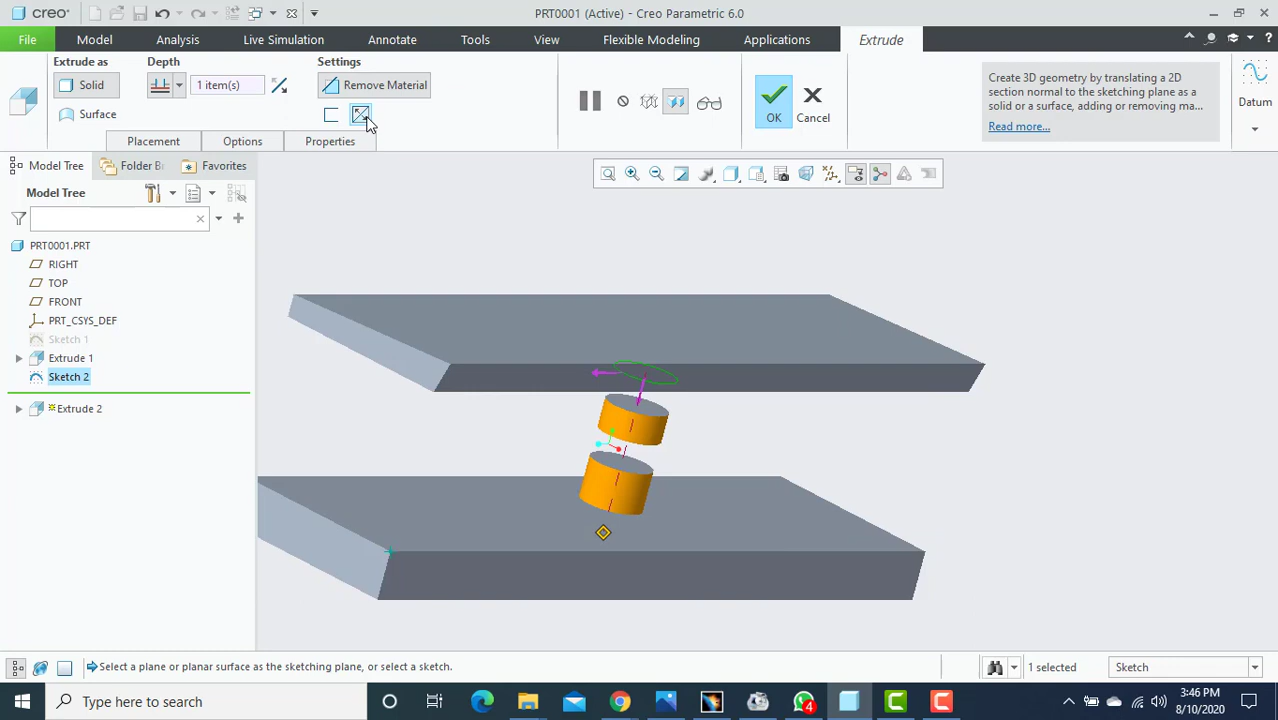 creo
PRT0001 (Active) - Creo Parametric 6.0
File
Model
Analysis
Live Simulation
Annotate
Tools
View
Flexible Modeling
Applications
Extrude
Extrude as
Depth
Settings
Solid
1 item(s)
Remove Material
Surface
OK
Cancel
Create 3D geometry by translating a 2D
section normal to the sketching plane as a
solid or a surface, adding or removing ma...
Read more...
Datum
Placement
Options
Properties
Model Tree
Folder B
Favorites
Model Tree
PRT0001.PRT
RIGHT
TOP
FRONT
PRT_CSYS_DEF
Sketch 1
Extrude 1
Sketch 2
Extrude 2
Select a plane or planar surface as the sketching plane, or select a sketch.
1 selected
Sketch
Type here to search
4
3:46 PM
8/10/2020